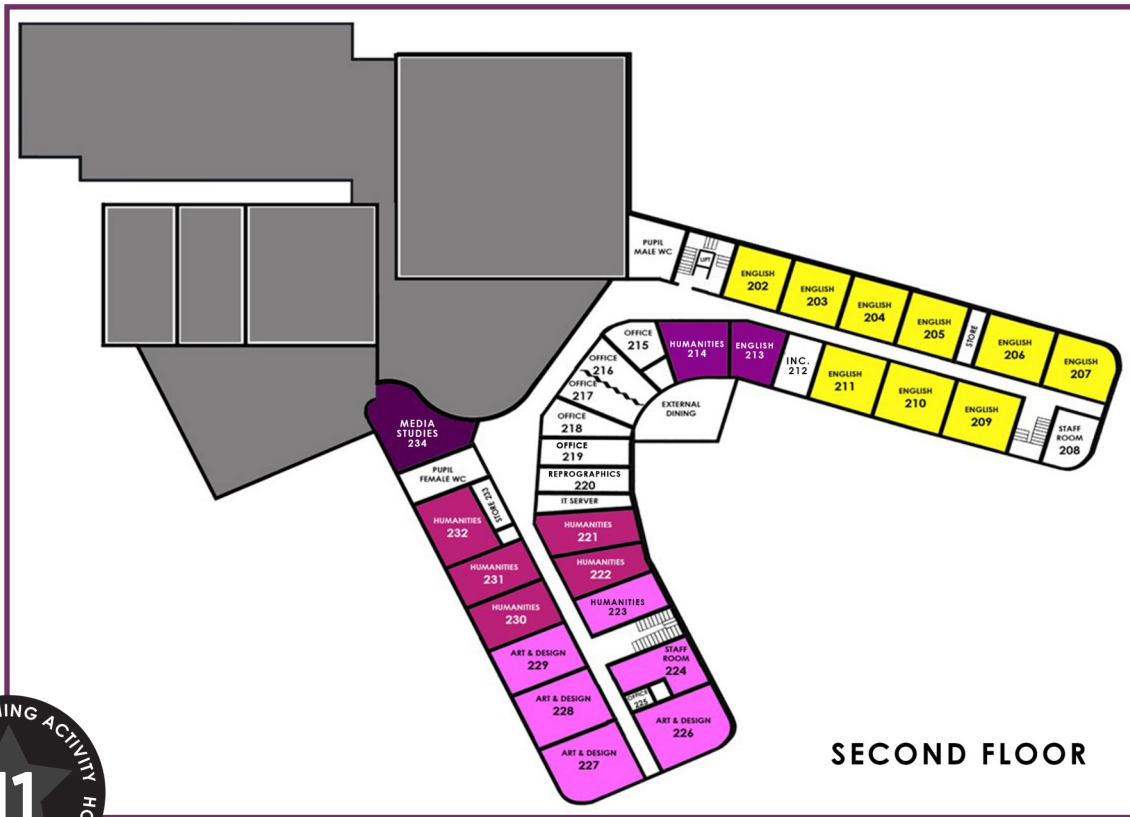 PUPIL
MALE WC
LIFT
ENGLISH
202
ENGLISH
203
ENGLISH
204
ENGLISH
205
STORE
ENGLISH
206
ENGLISH
207
OFFICE
215
HUMANITIES
214
ENGLISH
213
INC.
212
ENGLISH
211
ENGLISH
210
ENGLISH
209
STAFF
ROOM
208
OFFICE
216
OFFICE
217
EXTERNAL
DINING
OFFICE
218
OFFICE
219
REPROGRAPHICS
220
IT SERVER
HUMANITIES
221
HUMANITIES
222
HUMANITIES
223
STAFF
ROOM
224
OFFICE
225
ART & DESIGN
226
MEDIA
STUDIES
234
PUPIL
FEMALE WC
STORE 233
HUMANITIES
232
HUMANITIES
231
HUMANITIES
230
ART & DESIGN
229
ART & DESIGN
228
ART & DESIGN
227
SECOND FLOOR
ACTIVITY
11